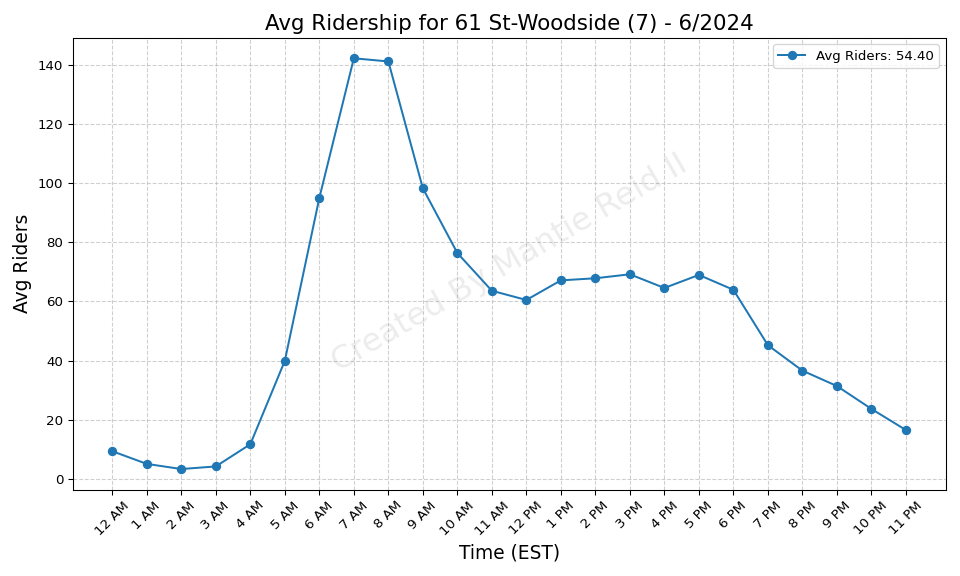 Avg Ridership for 61 St-Woodside (7) - 6/2024
Avg Riders: 54.40
Avg Riders
140
120
100
80
60
40
20
0
Created By Mantie Reid II
12 AM
1 AM
2 AM
3 AM
4 AM
5 AM
6 AM
7 AM
8 AM
9 AM
10 AM
11 AM
12 PM
1 PM
2 PM
3 PM
4 PM
5 PM
6 PM
7 PM
8 PM
9 PM
10 PM
11 PM
Time (EST)